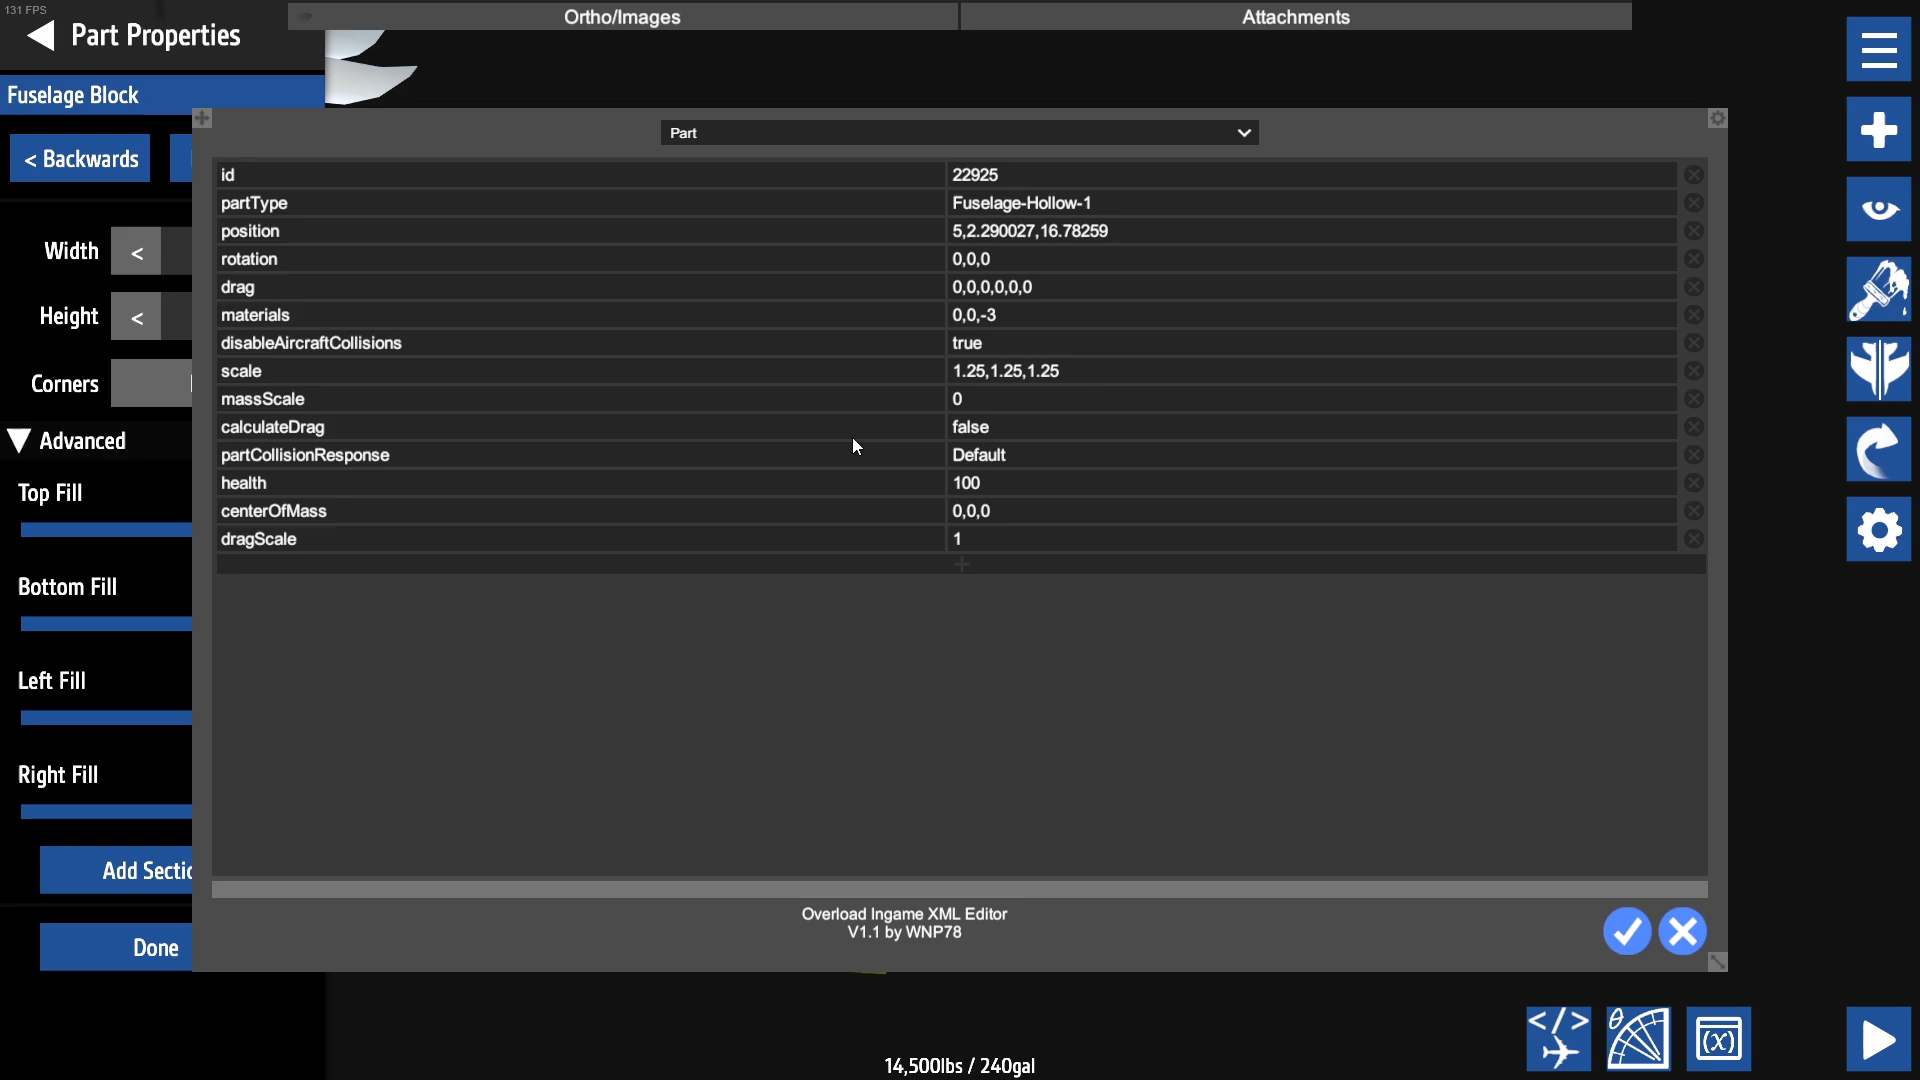 131 FPS
Part Properties
Ortho/Images
Attachments
Fuselage Block
< Backwards
Part
Width
<
Height
<
Corners
Advanced
Top Fill
Bottom Fill
Left Fill
Right Fill
Add Sectio
Done
id 22925
partType Fuselage-Hollow-1
position 5,2.290027,16.78259
rotation 0,0,0
drag 0,0,0,0,0,0
materials 0,0,-3
disableAircraftCollisions true
scale 1.25,1.25,1.25
massScale 0
calculateDrag false
partCollisionResponse Default
health 100
centerOfMass 0,0,0
dragScale 1
Overload Ingame XML Editor
V1.1 by WNP78
</>
θ
(x)
14,500lbs / 240gal